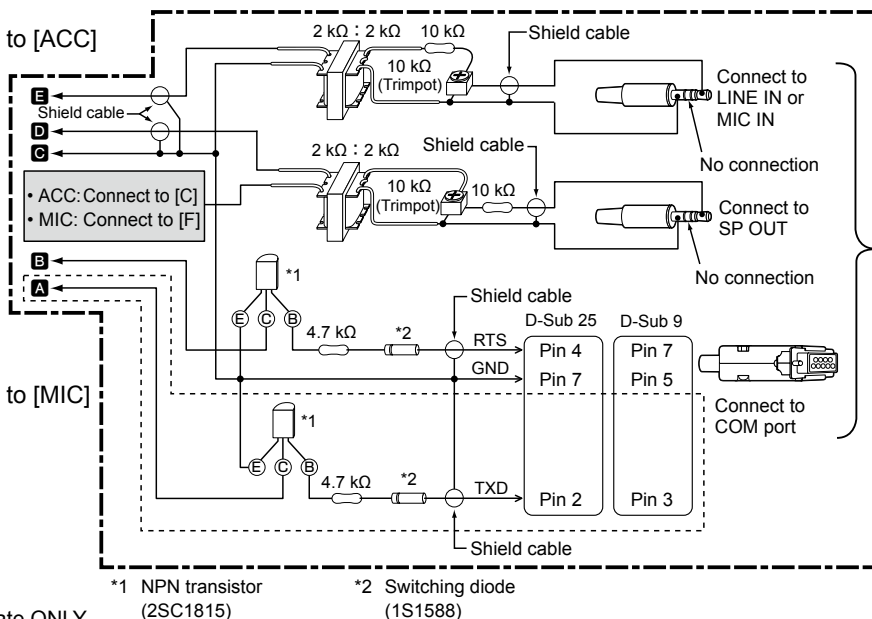 to [ACC]
2 kΩ : 2 kΩ 10 kΩ
Shield cable
10 kΩ
(Trimpot)
Connect to
LINE IN or
MIC IN
No connection
E
Shield cable
D
C
2 kΩ : 2 kΩ
Shield cable
10 kΩ
(Trimpot)
10 kΩ
Connect to
SP OUT
No connection
• ACC: Connect to [C]
• MIC: Connect to [F]
B
A
*1
E C B
4.7 kΩ
*2
Shield cable
RTS
GND
D-Sub 25 D-Sub 9
Pin 4 Pin 7
Pin 7 Pin 5
Connect to
COM port
to [MIC]
*1
E C B
4.7 kΩ
*2
TXD
Pin 2 Pin 3
Shield cable
*1 NPN transistor
(2SC1815)
*2 Switching diode
(1S1588)
ONLY